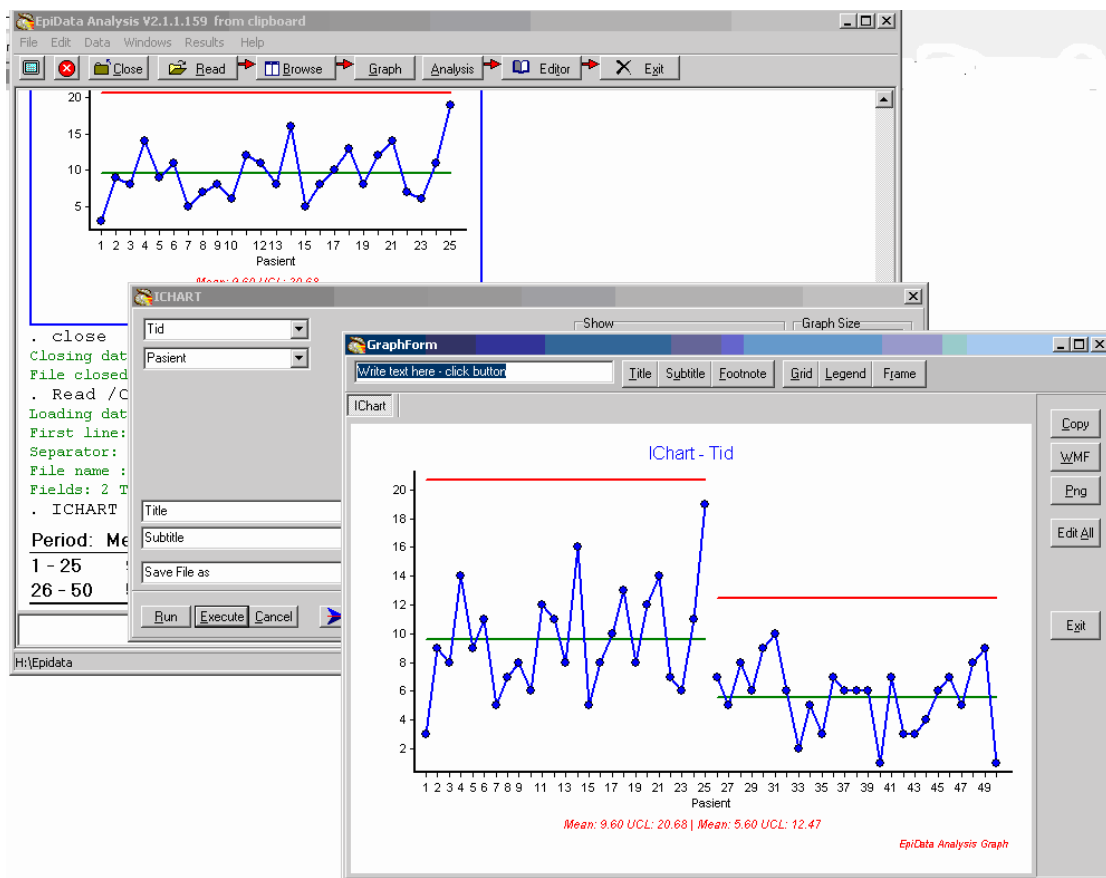 EpiData Analysis V2.1.1.159 from clipboard
File Edit Data Windows Results Help
Close Read Browse Graph Analysis Editor Exit
20
15
10
5
1 2 3 4 5 6 7 8 9 10 12 13 15 17 19 21 23 25
Pasient
Mean: 9.60 UCL: 20.68
. close
Closing dat
File closed
. Read /C
Loading dat
First line:
Separator:
File name :
Fields: 2 T
. ICHART
Period: Me
1 - 25
26 - 50
H:\Epidata
ICHART
Tid
Pasient
Show
Graph Size
Title
Subtitle
Save File as
Run Execute Cancel
GraphForm
Write text here - click button
Title Subtitle Footnote Grid Legend Frame
IChart
Copy
WMF
Png
Edit All
Exit
IChart - Tid
20
18
16
14
12
10
8
6
4
2
1 2 3 4 5 6 7 8 9 11 13 15 17 19 21 23 25 27 29 31 33 35 37 39 41 43 45 47 49
Pasient
Mean: 9.60 UCL: 20.68 | Mean: 5.60 UCL: 12.47
EpiData Analysis Graph